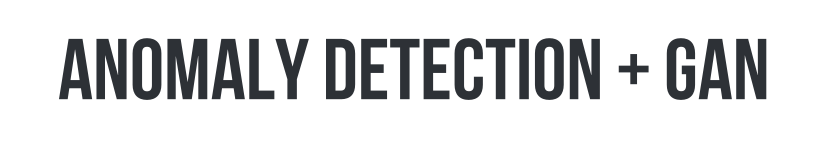 ANOMALY DETECTION + GAN